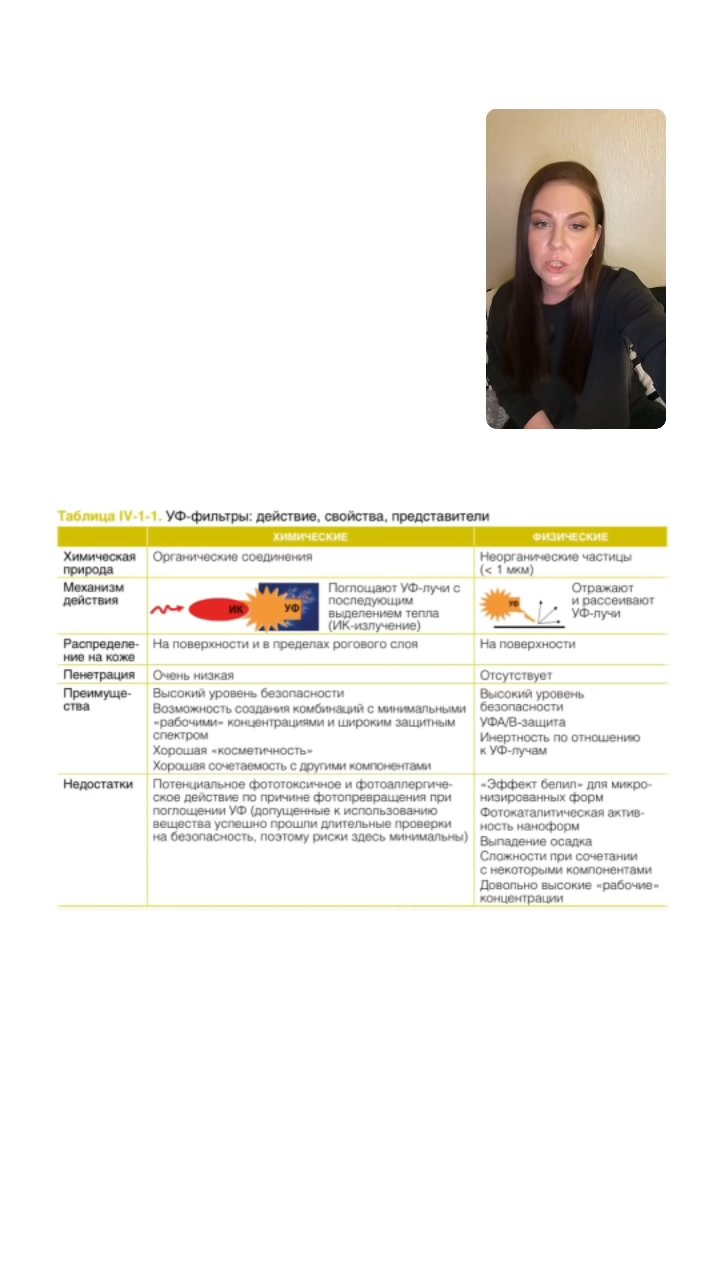 Таблица IV-1-1. УФ-фильтры: действие, свойства, представители
ХИМИЧЕСКИЕ
ФИЗИЧЕСКИЕ
Химическая
природа
Органические соединения
Неорганические частицы
(< 1 мкм)
Механизм
действия
ИК
УФ
Поглощают УФ-лучи с
последующим
выделением тепла
(ИК-излучение)
УФ
Отражают
и рассеивают
УФ-лучи
Распределе-
ние на коже
На поверхности и в пределах рогового слоя
На поверхности
Пенетрация
Очень низкая
Отсутствует
Преимуще-
ства
Высокий уровень безопасности
Возможность создания комбинаций с минимальными
«рабочими» концентрациями и широким защитным
спектром
Хорошая «косметичность»
Хорошая сочетаемость с другими компонентами
Высокий уровень
безопасности
УФА/В-защита
Инертность по отношению
к УФ-лучам
Недостатки
Потенциальное фототоксичное и фотоаллергиче-
ское действие по причине фотопревращения при
поглощении УФ (допущенные к использованию
вещества успешно прошли длительные проверки
на безопасность, поэтому риски здесь минимальны)
«Эффект белил» для микро-
низированных форм
Фотокаталитическая актив-
ность наноформ
Выпадение осадка
Сложности при сочетании
с некоторыми компонентами
Довольно высокие «рабочие»
концентрации